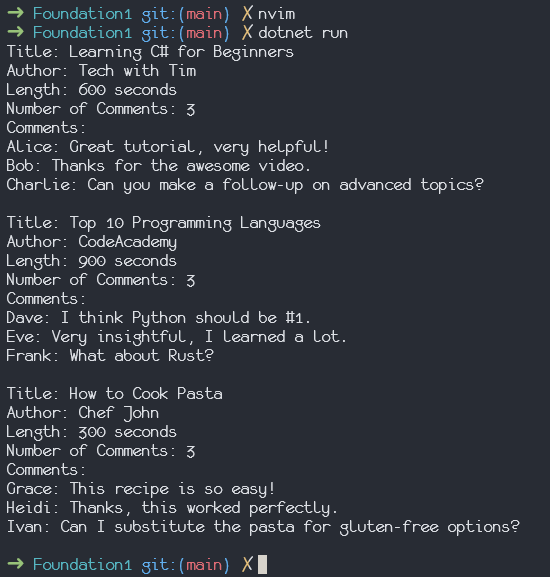 ➜ Foundation1 git:(main) ✗ nvim
➜ Foundation1 git:(main) ✗ dotnet run
Title: Learning C# for Beginners
Author: Tech with Tim
Length: 600 seconds
Number of Comments: 3
Comments:
Alice: Great tutorial, very helpful!
Bob: Thanks for the awesome video.
Charlie: Can you make a follow-up on advanced topics?

Title: Top 10 Programming Languages
Author: CodeAcademy
Length: 900 seconds
Number of Comments: 3
Comments:
Dave: I think Python should be #1.
Eve: Very insightful, I learned a lot.
Frank: What about Rust?

Title: How to Cook Pasta
Author: Chef John
Length: 300 seconds
Number of Comments: 3
Comments:
Grace: This recipe is so easy!
Heidi: Thanks, this worked perfectly.
Ivan: Can I substitute the pasta for gluten-free options?

➜ Foundation1 git:(main) ✗